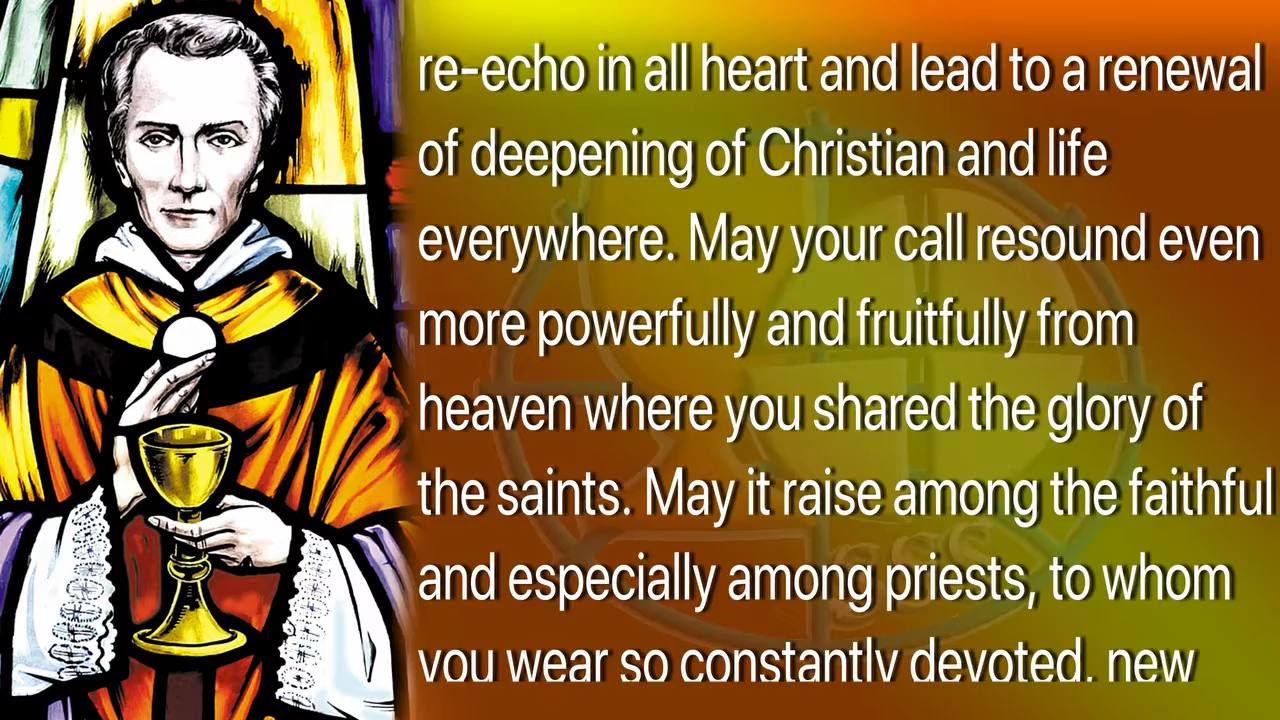 re-echo in all heart and lead to a renewal
of deepening of Christian and life
everywhere. May your call resound even
more powerfully and fruitfully from
heaven where you shared the glory of
the saints. May it raise among the faithful
and especially among priests, to whom
you wear so constantly devoted, new
sss